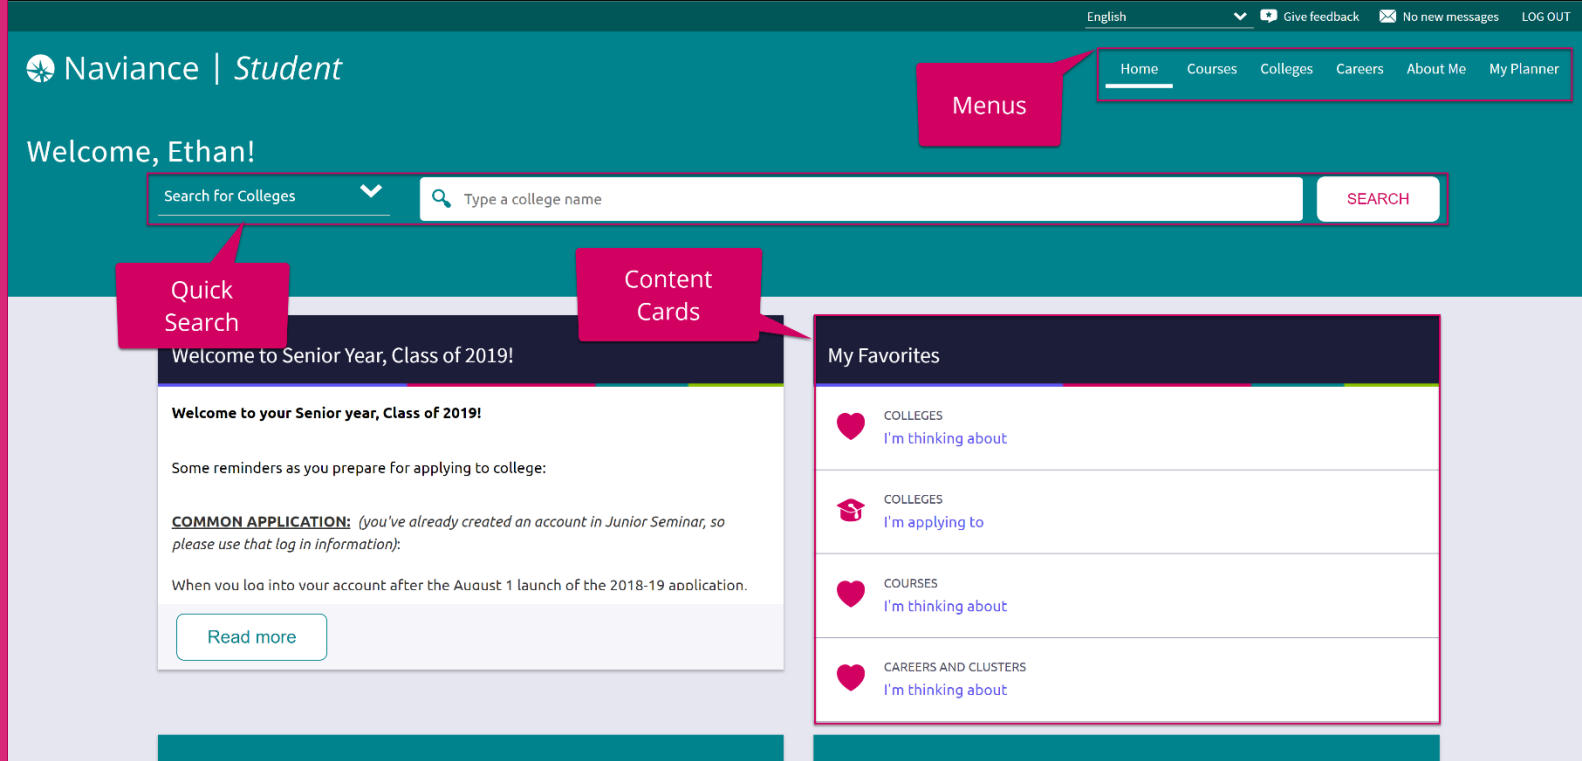 English
Give feedback
No new messages
LOG OUT
Naviance | Student
Home
Courses
Colleges
Careers
About Me
My Planner
Menus
Welcome, Ethan!
Search for Colleges
Type a college name
SEARCH
Quick
Search
Content
Cards
Welcome to Senior Year, Class of 2019!
Welcome to your Senior year, Class of 2019!
Some reminders as you prepare for applying to college:
COMMON APPLICATION: (you've already created an account in Junior Seminar, so
please use that log in information):
When you log into your account after the August 1 launch of the 2018-19 application,
Read more
My Favorites
COLLEGES
I'm thinking about
COLLEGES
I'm applying to
COURSES
I'm thinking about
CAREERS AND CLUSTERS
I'm thinking about